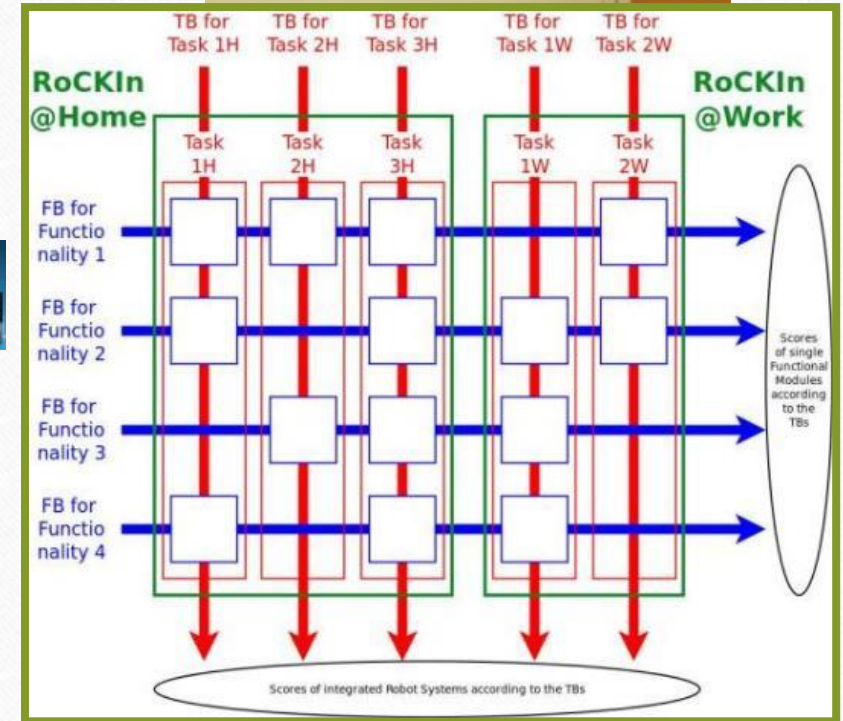 TB for
Task 1H
TB for
Task 2H
TB for
Task 3H
TB for
Task 1W
TB for
Task 2W
RoCKIn
@Home
RoCKIn
@Work
Task
1H
Task
2H
Task
3H
Task
1W
Task
2W
FB for
Functio
nality 1
FB for
Functio
nality 2
FB for
Functio
nality 3
FB for
Functio
nality 4
Scores
of single
Functional
Modules
according
to the
TBs
Scores of integrated Robot Systems according to the TBs